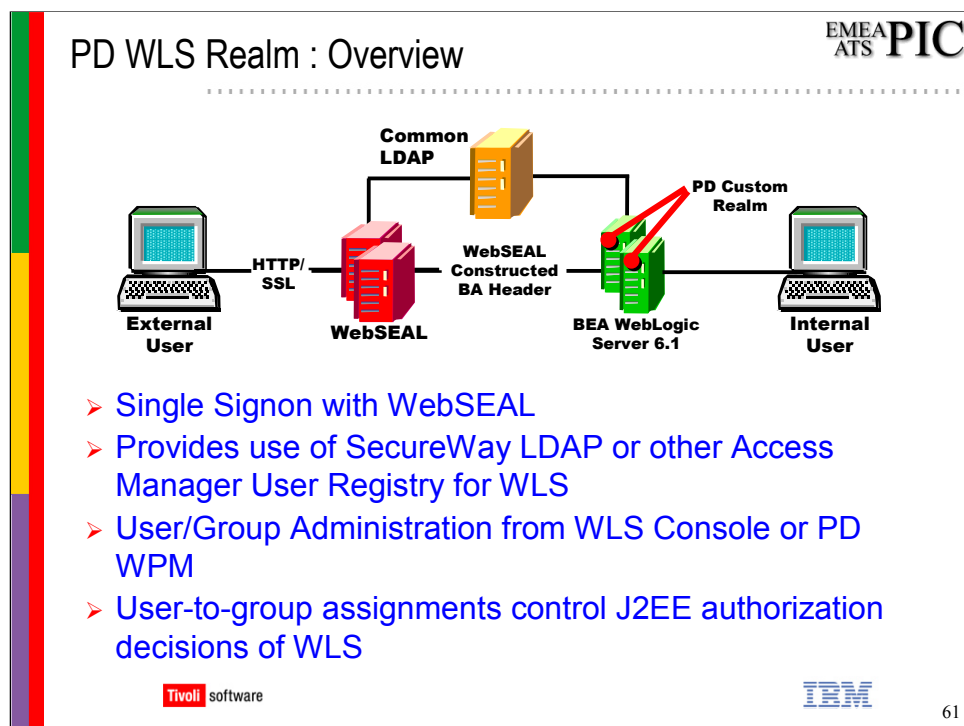 PD WLS Realm : Overview
EMEA
ATS PIC
Common
LDAP
PD Custom
Realm
HTTP/
SSL
WebSEAL
Constructed
BA Header
External
User
WebSEAL
BEA WebLogic
Server 6.1
Internal
User
➢ Single Signon with WebSEAL
➢ Provides use of SecureWay LDAP or other Access
Manager User Registry for WLS
➢ User/Group Administration from WLS Console or PD
WPM
➢ User-to-group assignments control J2EE authorization
decisions of WLS
Tivoli software
IBM
61